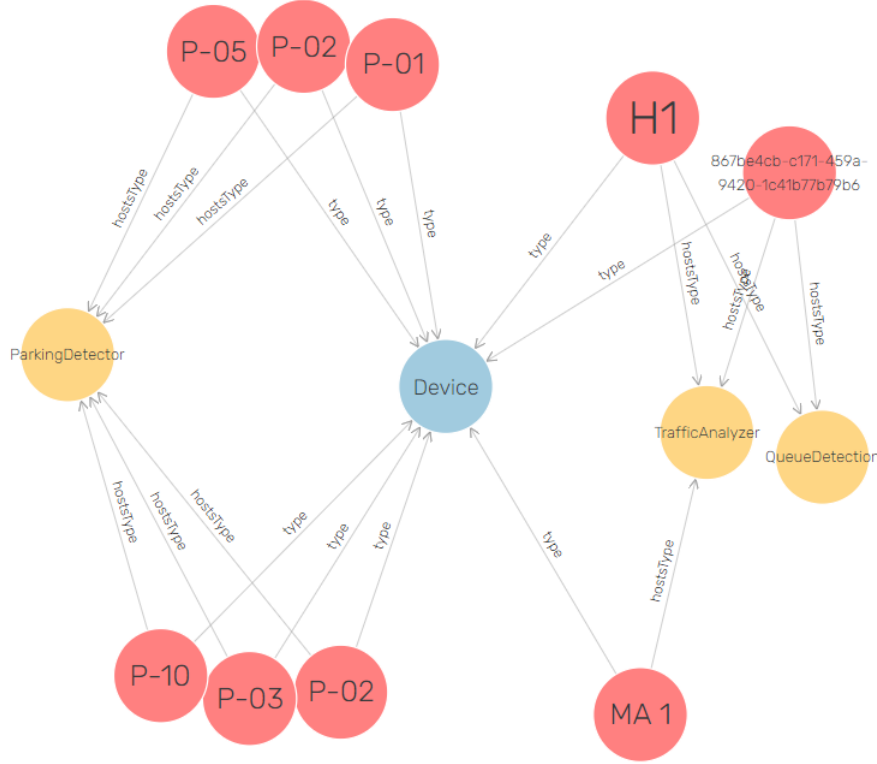 P-05
P-02
P-01
H1
867be4cb-c171-459a-
9420-1c41b77b79b6
hostsType
hostsType
hostsType
type
type
type
type
type
hostsType
hostsType
hostsType
hostsType
ParkingDetector
Device
TrafficAnalyzer
QueueDetection
hostsType
hostsType
hostsType
type
type
type
type
hostsType
P-10
P-03
P-02
MA 1